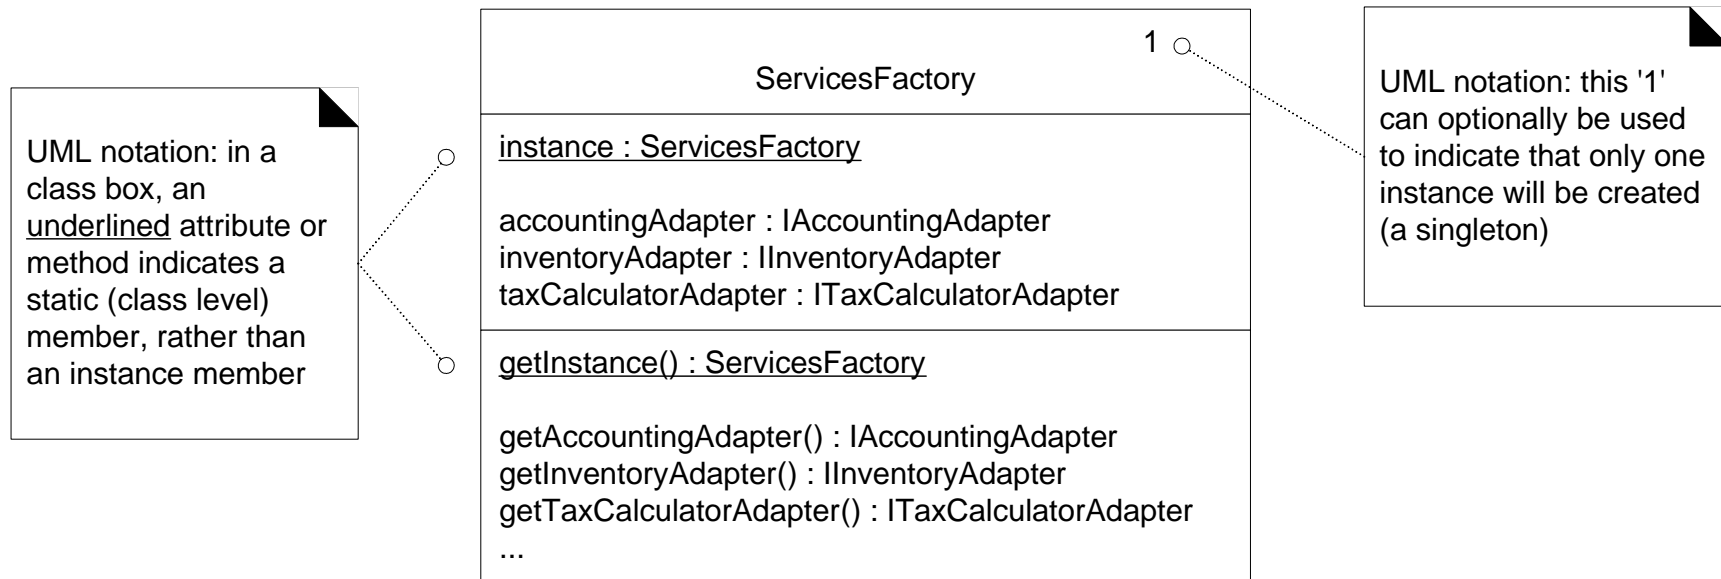 UML notation: in a
class box, an
underlined attribute or
method indicates a
static (class level)
member, rather than
an instance member
1
ServicesFactory
instance : ServicesFactory
accountingAdapter : IAccountingAdapter
inventoryAdapter : IInventoryAdapter
taxCalculatorAdapter : ITaxCalculatorAdapter
getInstance() : ServicesFactory
getAccountingAdapter() : IAccountingAdapter
getInventoryAdapter() : IInventoryAdapter
getTaxCalculatorAdapter() : ITaxCalculatorAdapter
...
UML notation: this '1'
can optionally be used
to indicate that only one
instance will be created
(a singleton)